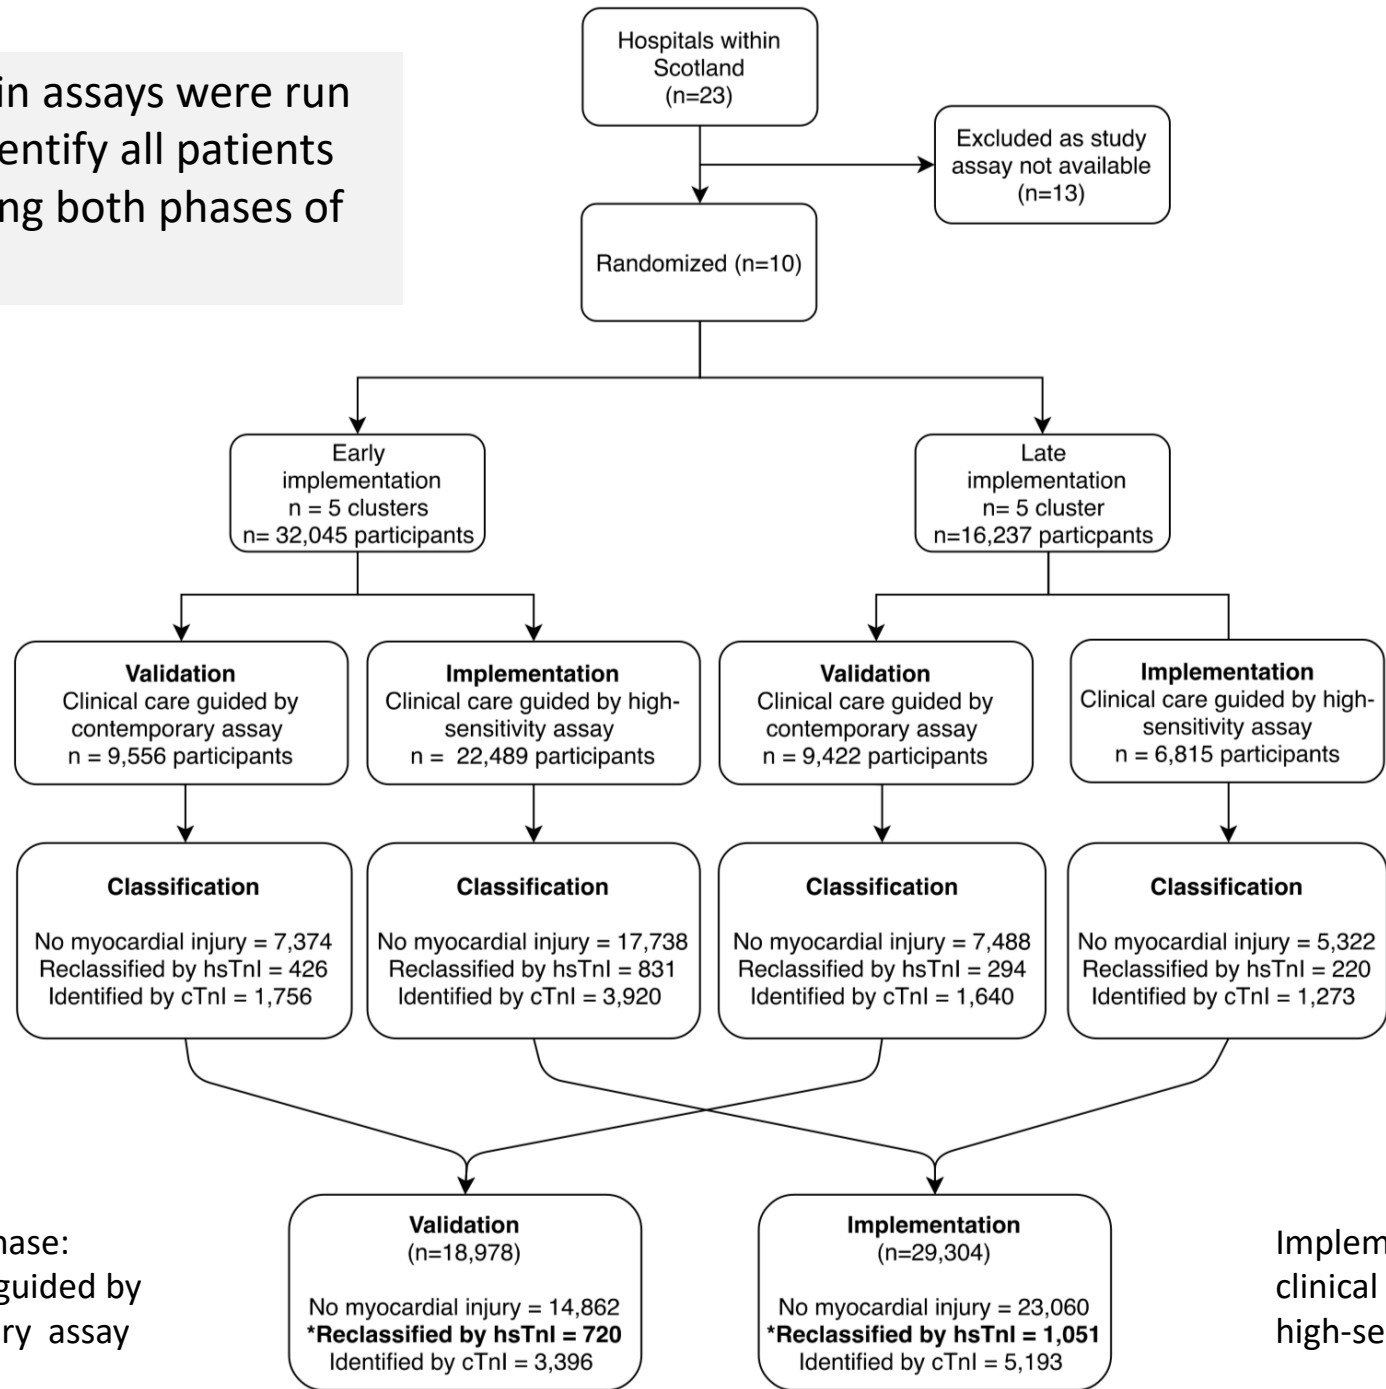 in assays were run
entify all patients
ng both phases of
Hospitals within
Scotland
(n=23)
Excluded as study
assay not available
(n=13)
Randomized (n=10)
Early
implementation
n = 5 clusters
n= 32,045 participants
Late
implementation
n= 5 cluster
n=16,237 particpants
Validation
Clinical care guided by
contemporary assay
n = 9,556 participants
Implementation
Clinical care guided by high-
sensitivity assay
n = 22,489 participants
Validation
Clinical care guided by
contemporary assay
n = 9,422 participants
Implementation
Clinical care guided by high-
sensitivity assay
n = 6,815 participants
Classification
No myocardial injury = 7,374
Reclassified by hsTnI = 426
Identified by cTnI = 1,756
Classification
No myocardial injury = 17,738
Reclassified by hsTnI = 831
Identified by cTnI = 3,920
Classification
No myocardial injury = 7,488
Reclassified by hsTnI = 294
Identified by cTnI = 1,640
Classification
No myocardial injury = 5,322
Reclassified by hsTnI = 220
Identified by cTnI = 1,273
hase:
guided by
ry assay
Validation
(n=18,978)
No myocardial injury = 14,862
*Reclassified by hsTnI = 720
Identified by cTnI = 3,396
Implementation
(n=29,304)
No myocardial injury = 23,060
*Reclassified by hsTnI = 1,051
Identified by cTnI = 5,193
Implem
clinical
high-se